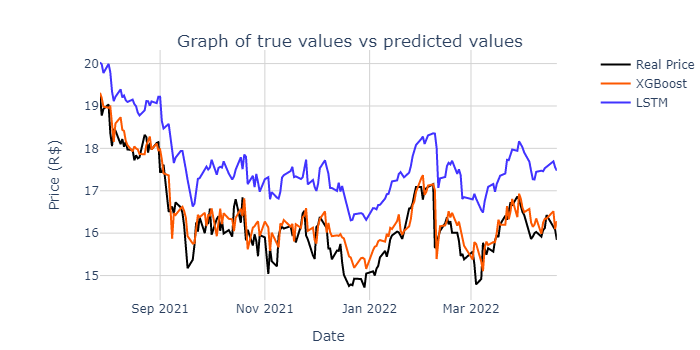 Graph of true values vs predicted values
Real Price
XGBoost
LSTM
Price (R$)
20
19
18
17
16
15
Sep 2021
Nov 2021
Jan 2022
Mar 2022
Date